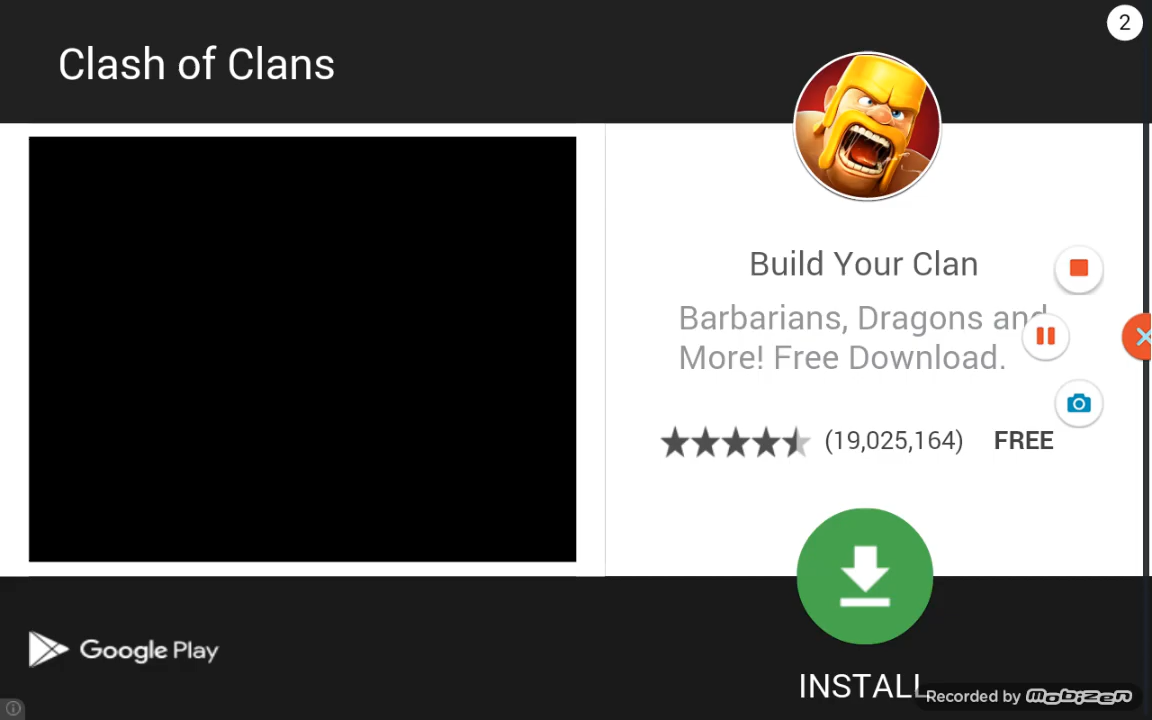 2
Clash of Clans
Build Your Clan
Barbarians, Dragons and
More! Free Download.
(19,025,164) FREE
Google Play
INSTALL
Recorded by Mobizen